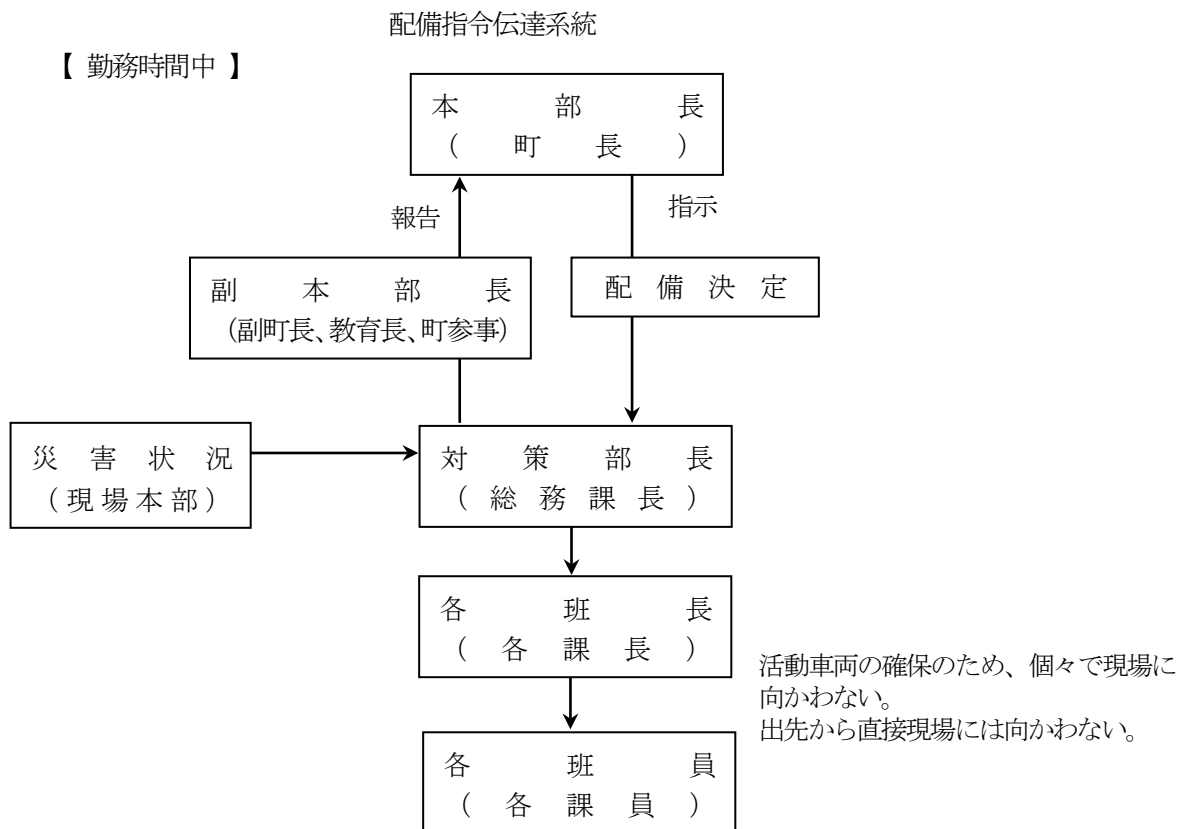 配備指令伝達系統
【 勤務時間中 】
本部長
(町長)
報告
指示
副本部長
(副町長、教育長、町参事)
配備決定
災害状況
(現場本部)
対策部長
(総務課長)
各班長
(各課長)
活動車両の確保のため、個々で現場に
向かわない。
出先から直接現場には向かわない。
各班員
(各課員)